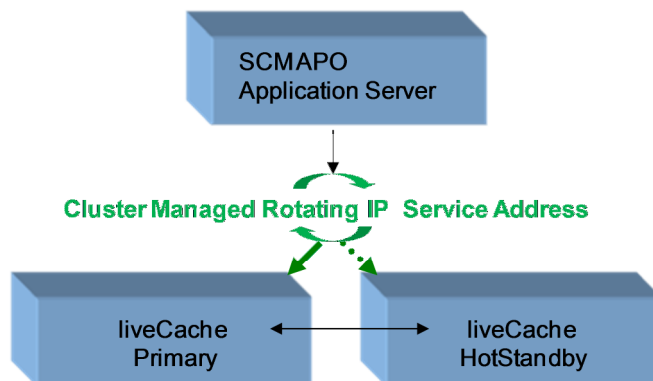 SCMAPO
Application Server
Cluster Managed Rotating IP Service Address
liveCache
Primary
liveCache
HotStandby